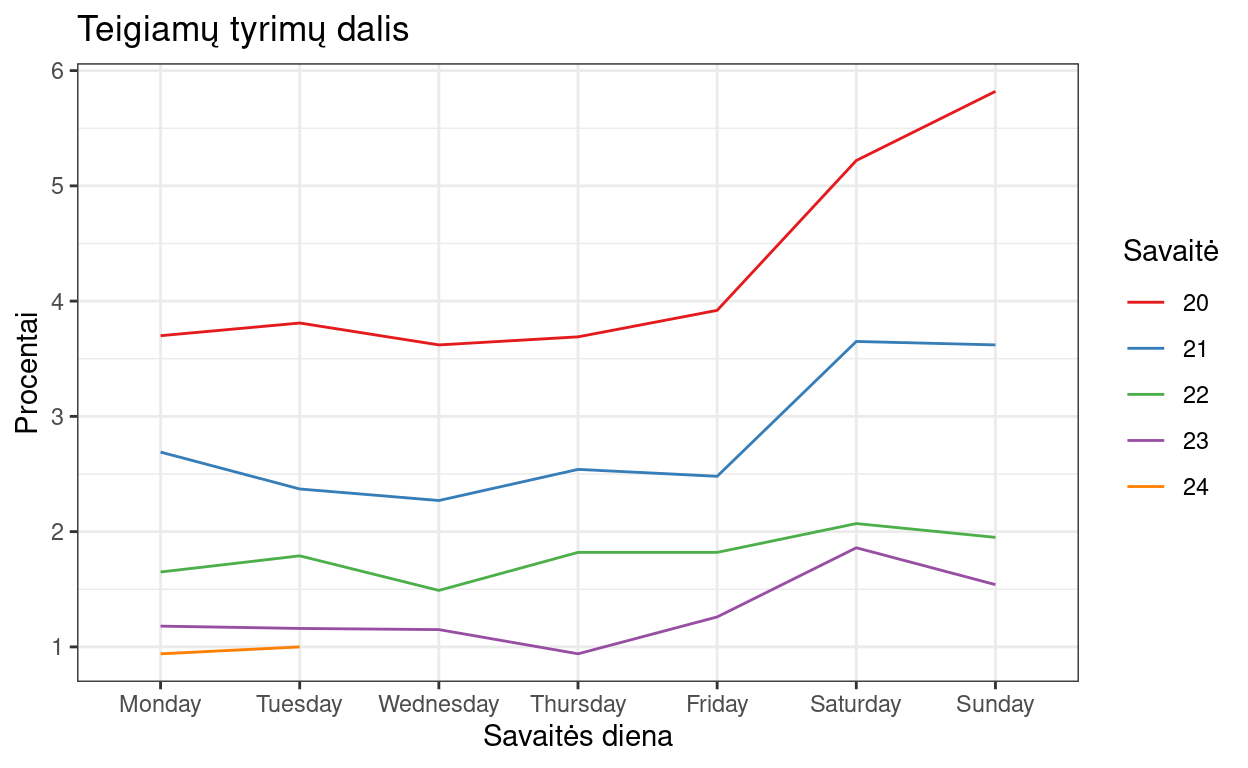 Teigiamų tyrimų dalis
Procentai
6
5
4
3
2
1
Monday Tuesday Wednesday Thursday Friday Saturday Sunday
Savaitės diena
Savaitė
20
21
22
23
24